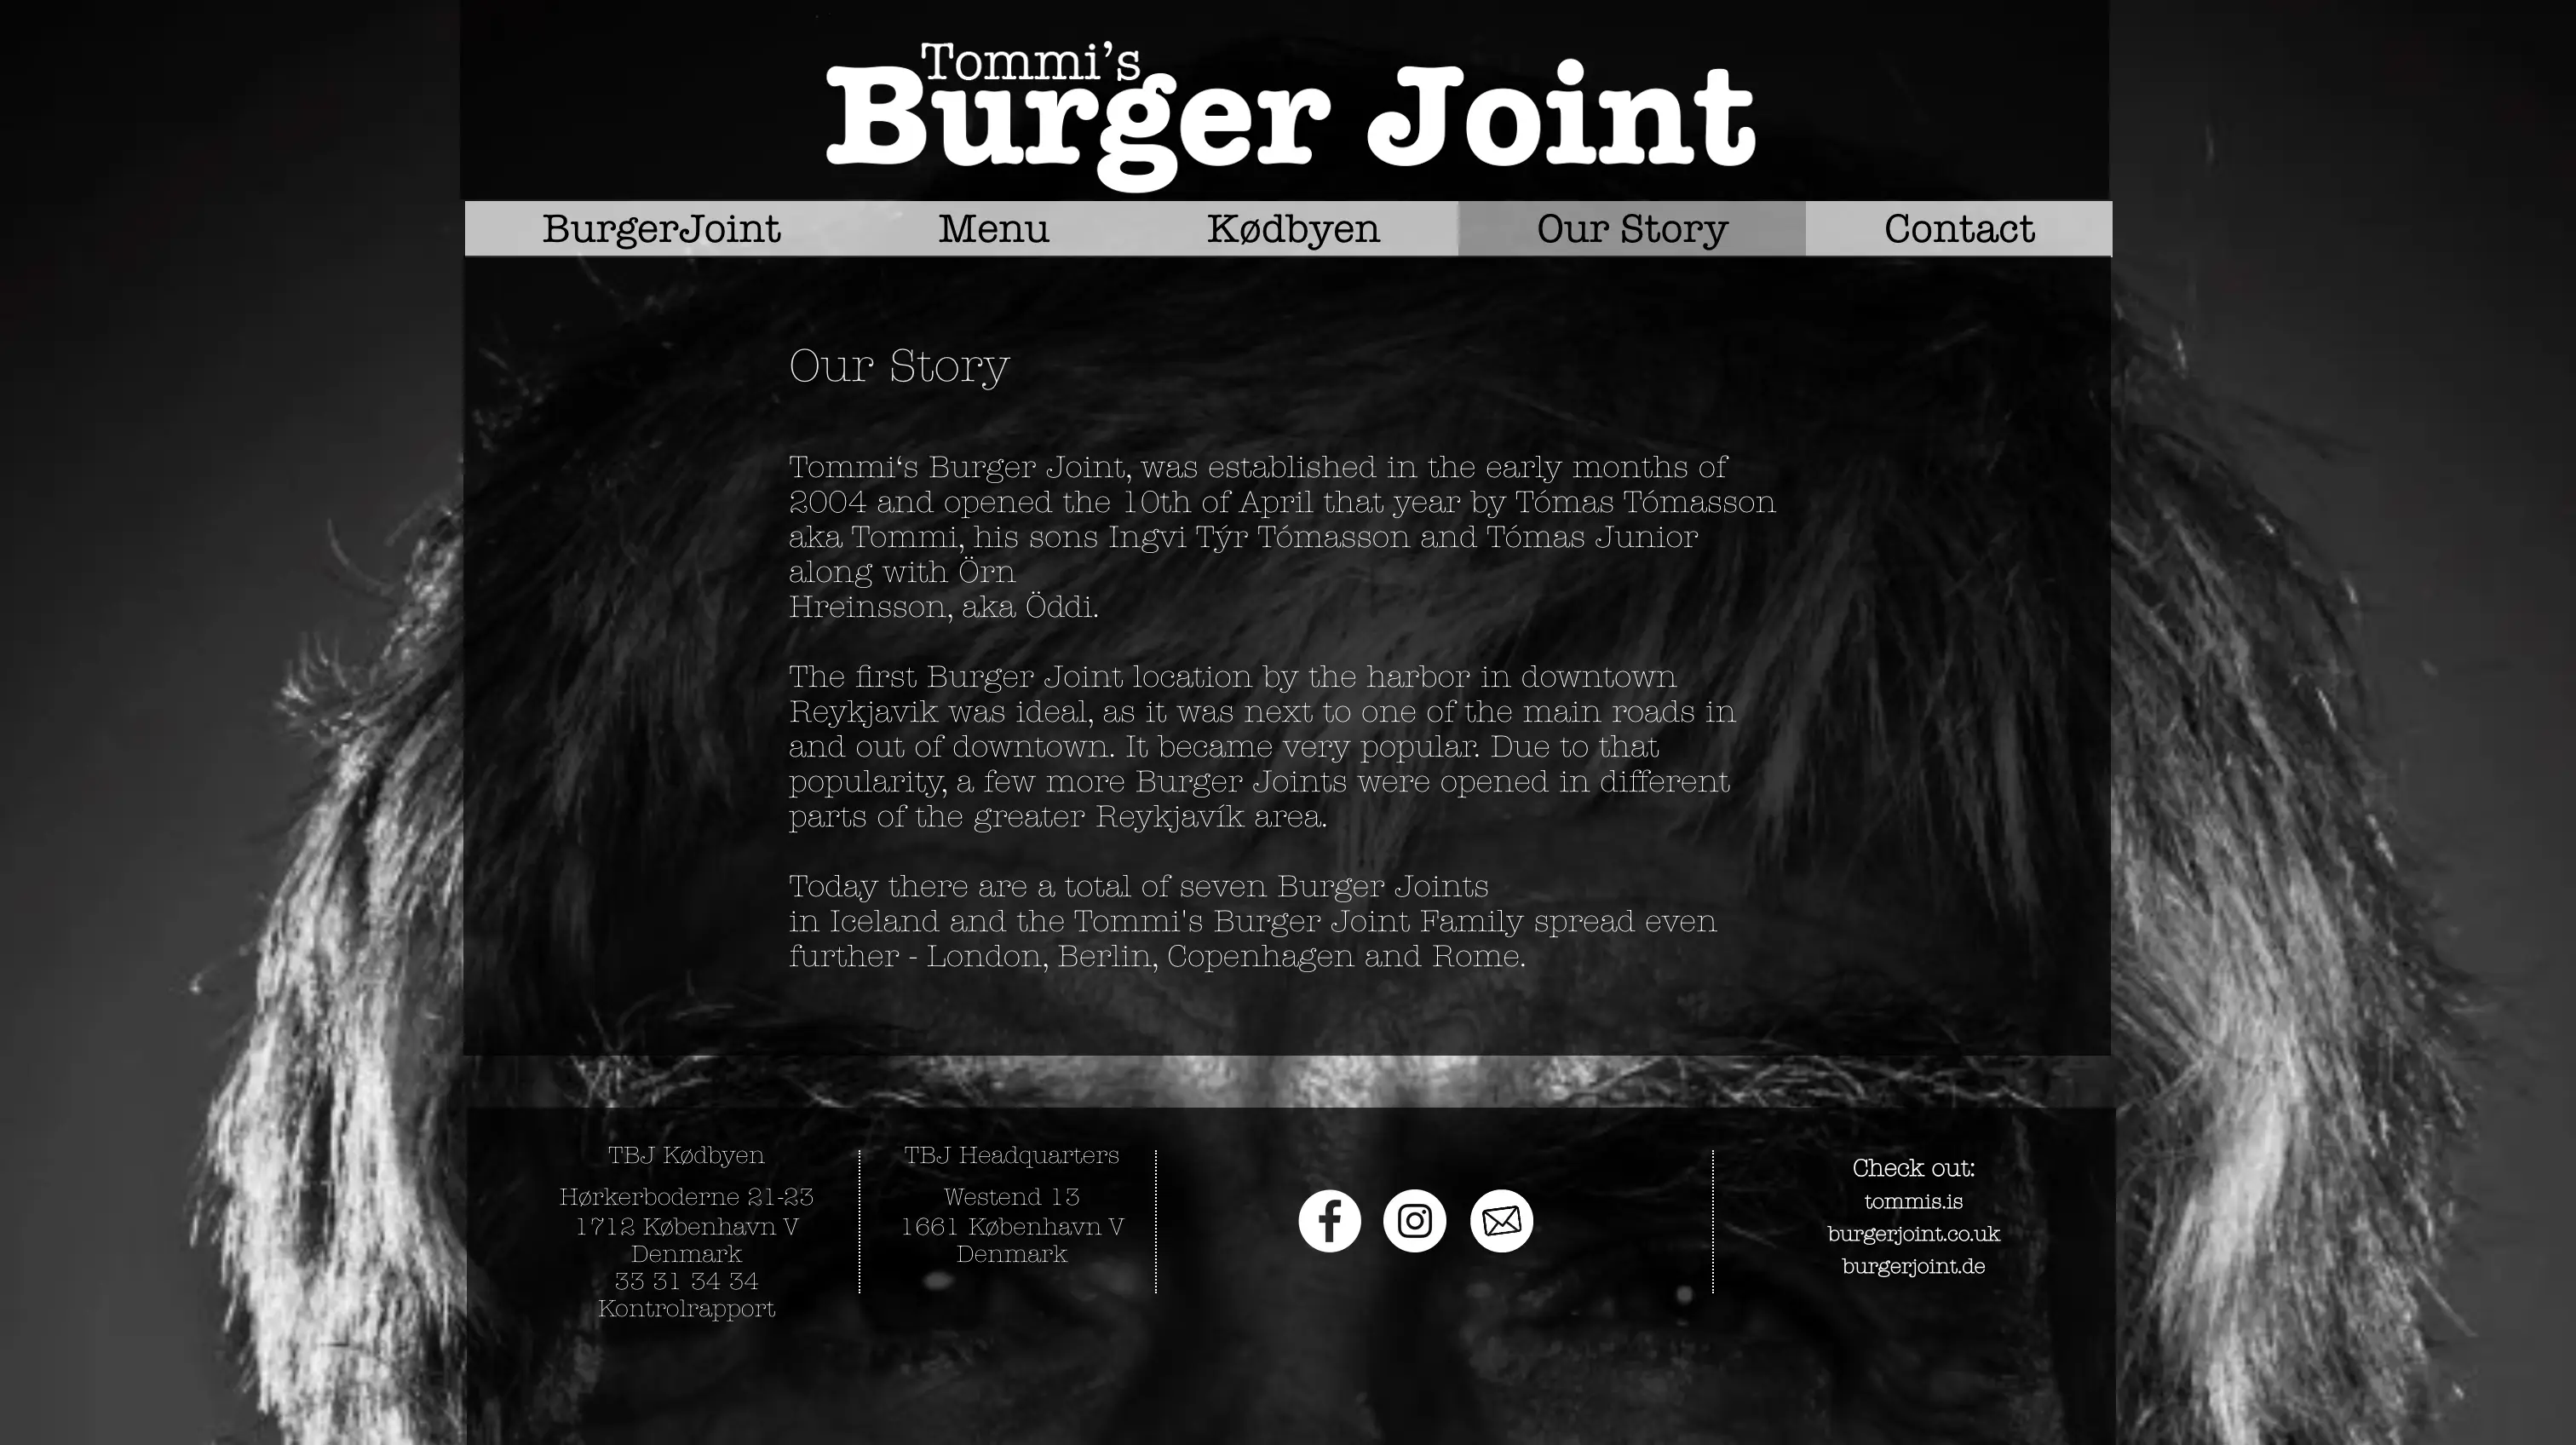 Tommi's
Burger Joint
BurgerJoint Menu Kødbyen Our Story Contact
Our Story
Tommi‘s Burger Joint, was established in the early months of
2004 and opened the 10th of April that year by Tómas Tómasson
aka Tommi, his sons Ingvi Týr Tómasson and Tómas Junior
along with Örn
Hreinsson, aka Öddi.
The first Burger Joint location by the harbor in downtown
Reykjavik was ideal, as it was next to one of the main roads in
and out of downtown. It became very popular. Due to that
popularity, a few more Burger Joints were opened in different
parts of the greater Reykjavík area.
Today there are a total of seven Burger Joints
in Iceland and the Tommi's Burger Joint Family spread even
further - London, Berlin, Copenhagen and Rome.
TBJ Kødbyen
Hørkerboderne 21-23
1712 København V
Denmark
33 31 34 34
Kontrolrapport
TBJ Headquarters
Westend 13
1661 København V
Denmark
Check out:
tommis.is
burgerjoint.co.uk
burgerjoint.de